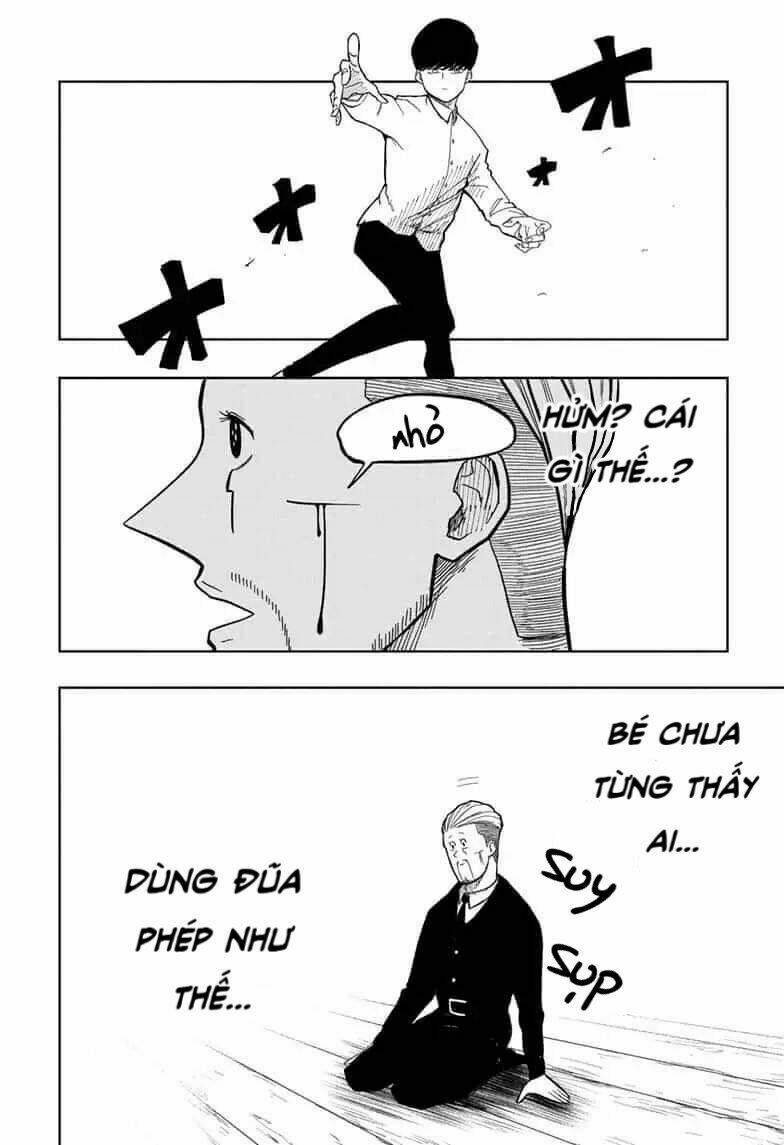 nhỏ
HỬM? CÁI
GÌ THẾ...?
BÉ CHƯA
TỪNG THẤY
AI...
SUY
SỤP
DÙNG ĐŨA
PHÉP NHƯ
THẾ...